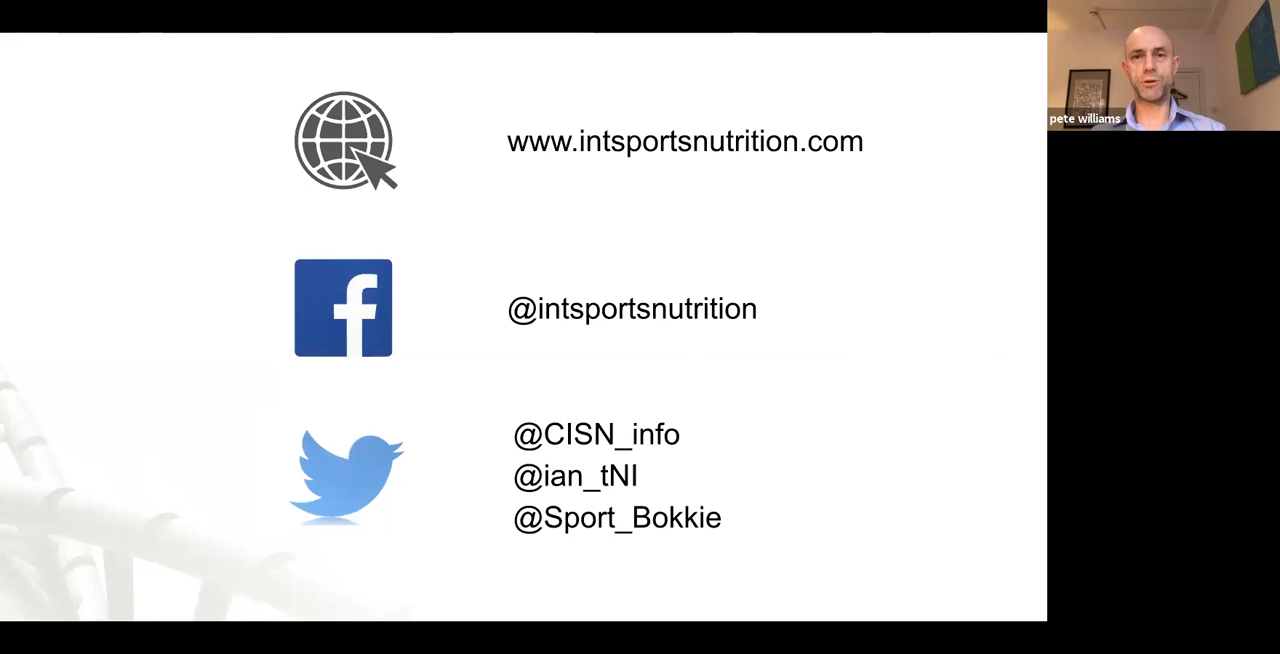 www.intsportsnutrition.com
pete williams
@intsportsnutrition
@CISN_info
@ian_tNI
@Sport_Bokkie